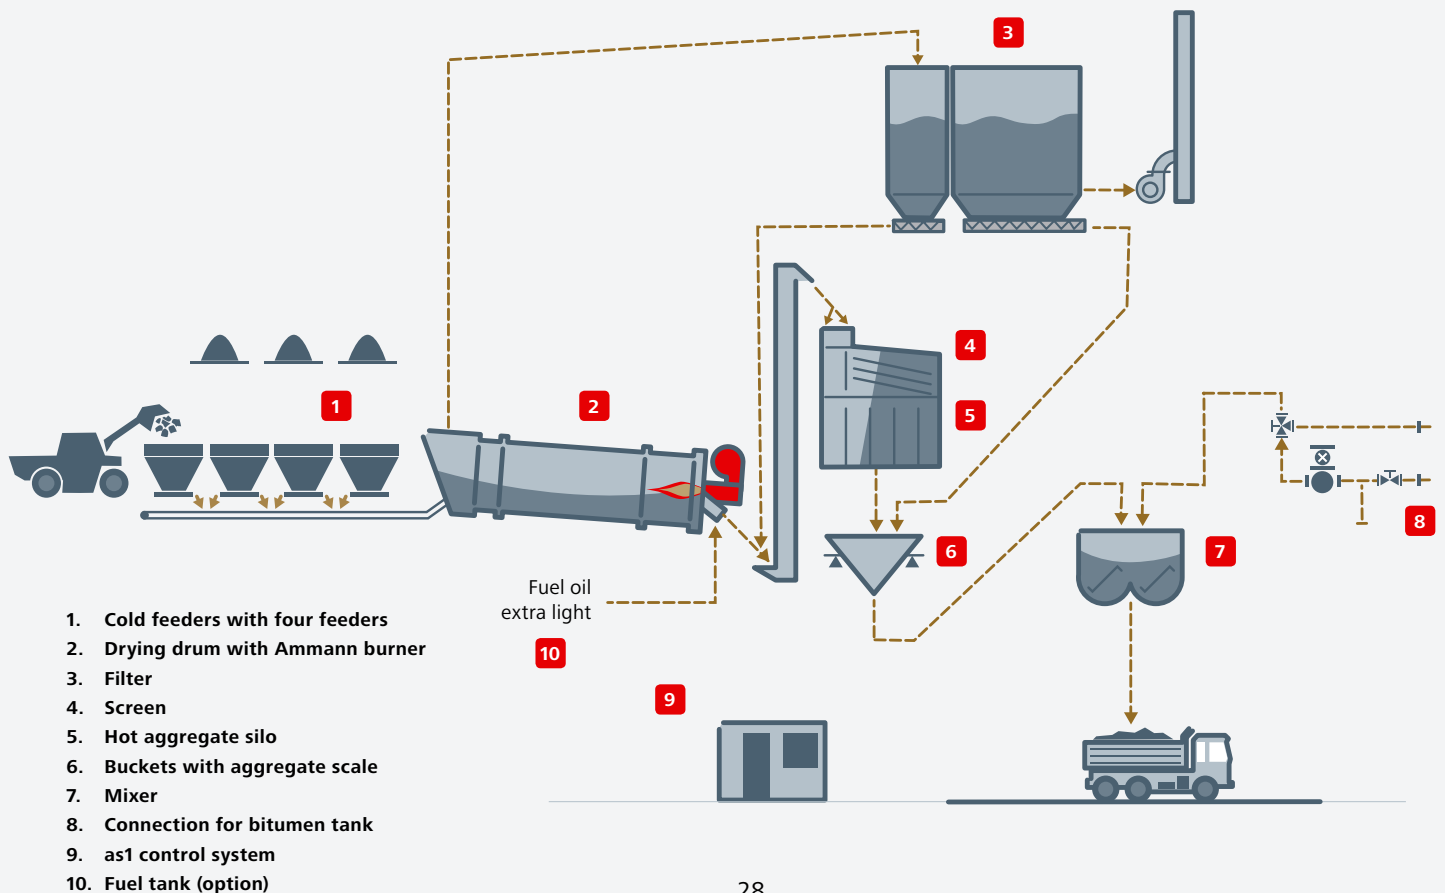 3
4
1
2
5
8
6
7
Fuel oil
extra light
10
9
1. Cold feeders with four feeders
2. Drying drum with Ammann burner
3. Filter
4. Screen
5. Hot aggregate silo
6. Buckets with aggregate scale
7. Mixer
8. Connection for bitumen tank
9. as1 control system
10. Fuel tank (option)
28